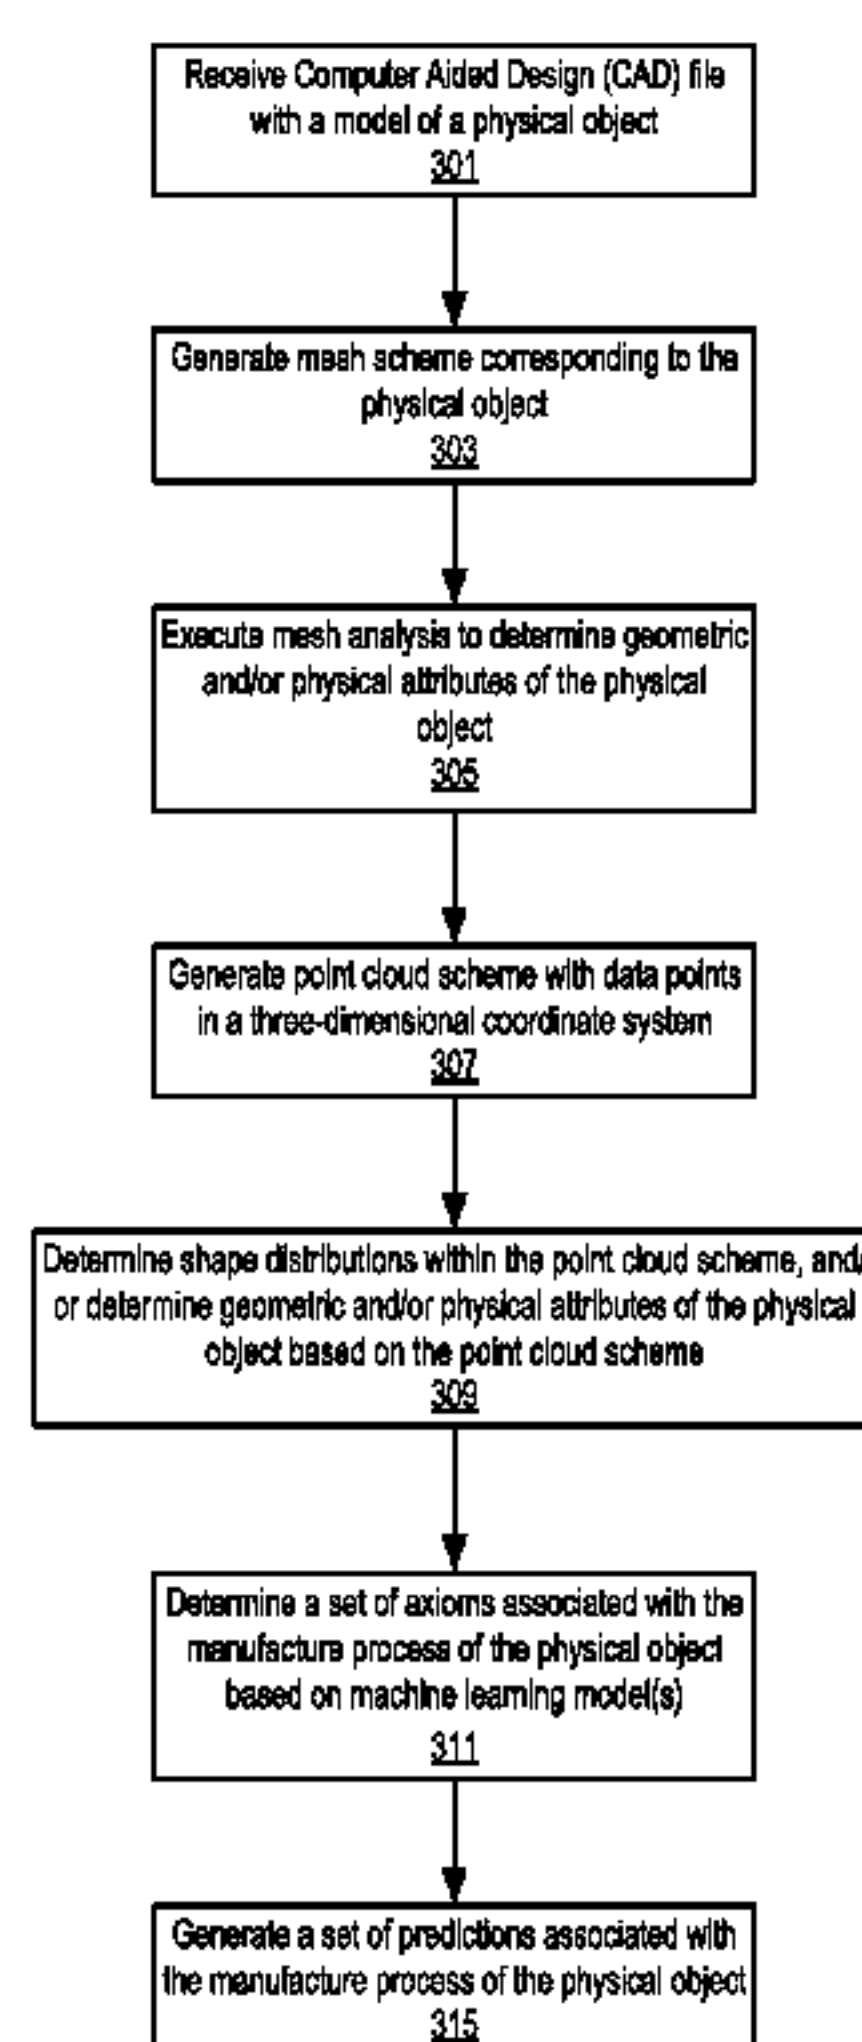 Receive Computer Aided Design (CAD) file
with a model of a physical object
301
Generate mesh scheme corresponding to the
physical object
303
Execute mesh analysis to determine geometric
and/or physical attributes of the physical
object
305
Generate point cloud scheme with data points
in a three-dimensional coordinate system
307
Determine shape distributions within the point cloud scheme, and/
or determine geometric and/or physical attributes of the physical
object based on the point cloud scheme
309
Determine a set of axioms associated with the
manufacture process of the physical object
based on machine learning model(s)
311
Generate a set of predictions associated with
the manufacture process of the physical object
315